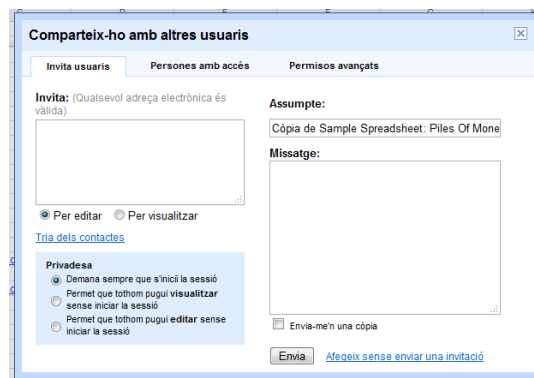 Comparteix-ho amb altres usuaris
Invita usuaris
Persones amb accés
Permisos avançats
Invita: (Qualsevol adreça electrònica és
vàlida)
Per editar
Per visualitzar
Tria dels contactes
Privadesa
Demana sempre que s'iniciï la sessió
Permet que tothom pugui visualitzar
sense iniciar la sessió
Permet que tothom pugui editar sense
iniciar la sessió
Assumpte:
Còpia de Sample Spreadsheet: Piles Of Mone
Missatge:
Envia-me'n una còpia
Envia
Afegeix sense enviar una invitació